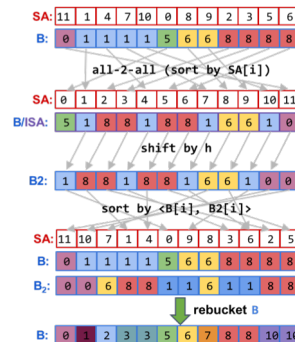 SA: 11 1 4 7 10 0 8 9 2 3 5 6
B: 0 1 1 1 1 5 6 6 8 8 8 8
all-2-all (sort by SA[i])
SA: 0 1 2 3 4 5 6 7 8 9 10 11
B/ISA: 5 1 8 8 1 8 8 1 6 6 1 0
shift by h
B2: 1 8 8 1 8 8 1 6 6 1 0 0
sort by <B[i], B2[i]>
SA: 11 10 7 1 4 0 9 8 3 6 2 5
B: 0 1 1 1 1 5 6 6 8 8 8 8
B₂: 0 0 6 8 8 1 1 6 1 1 8 8
rebucket B
B: 0 1 2 3 3 5 6 7 8 8 10 10